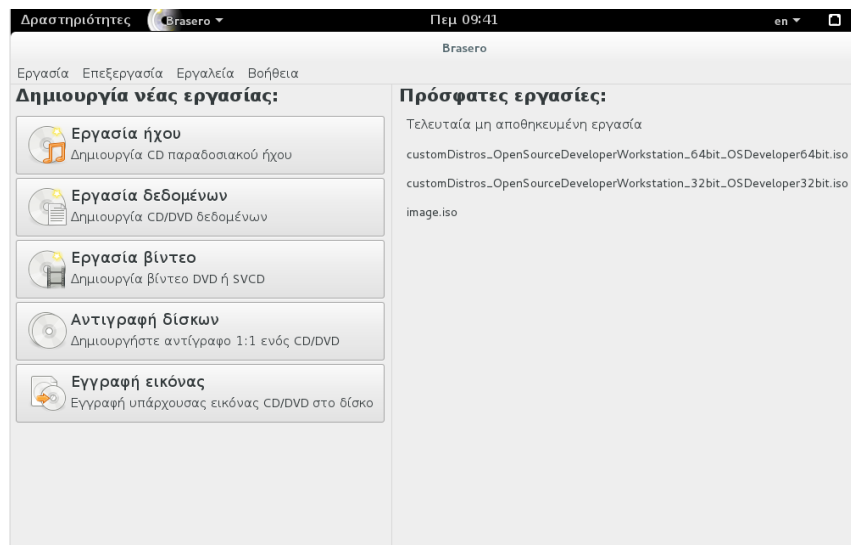 Δραστηριότητες Brasero Πεμ 09:41 en
Brasero
Εργασία Επεξεργασία Εργαλεία Βοήθεια
Δημιουργία νέας εργασίας:
Εργασία ήχου
Δημιουργία CD παραδοσιακού ήχου
Εργασία δεδομένων
Δημιουργία CD/DVD δεδομένων
Εργασία βίντεο
Δημιουργία βίντεο DVD ή SVCD
Αντιγραφή δίσκων
Δημιουργήστε αντίγραφο 1:1 ενός CD/DVD
Εγγραφή εικόνας
Εγγραφή υπάρχουσας εικόνας CD/DVD στο δίσκο
Πρόσφατες εργασίες:
Τελευταία μη αποθηκευμένη εργασία
customDistros_OpenSourceDeveloperWorkstation_64bit_OSDeveloper64bit.iso
customDistros_OpenSourceDeveloperWorkstation_32bit_OSDeveloper32bit.iso
image.iso